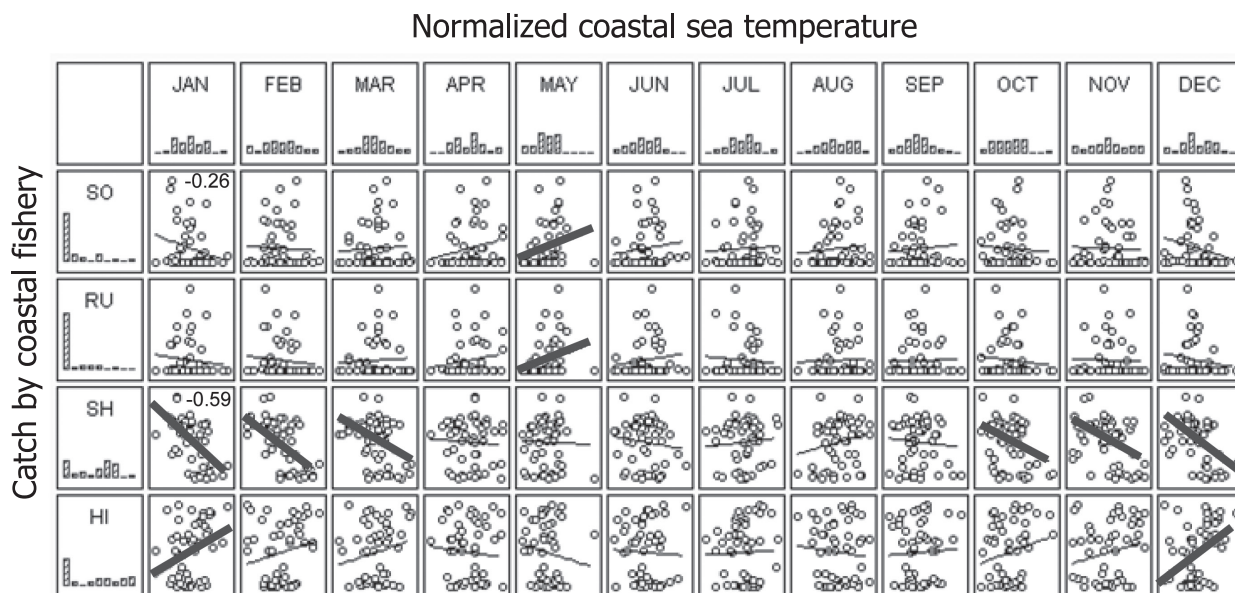 Normalized coastal sea temperature
JAN FEB MAR APR MAY JUN JUL AUG SEP OCT NOV DEC
Catch by coastal fishery
SO -0.26
RU
SH -0.59
HI